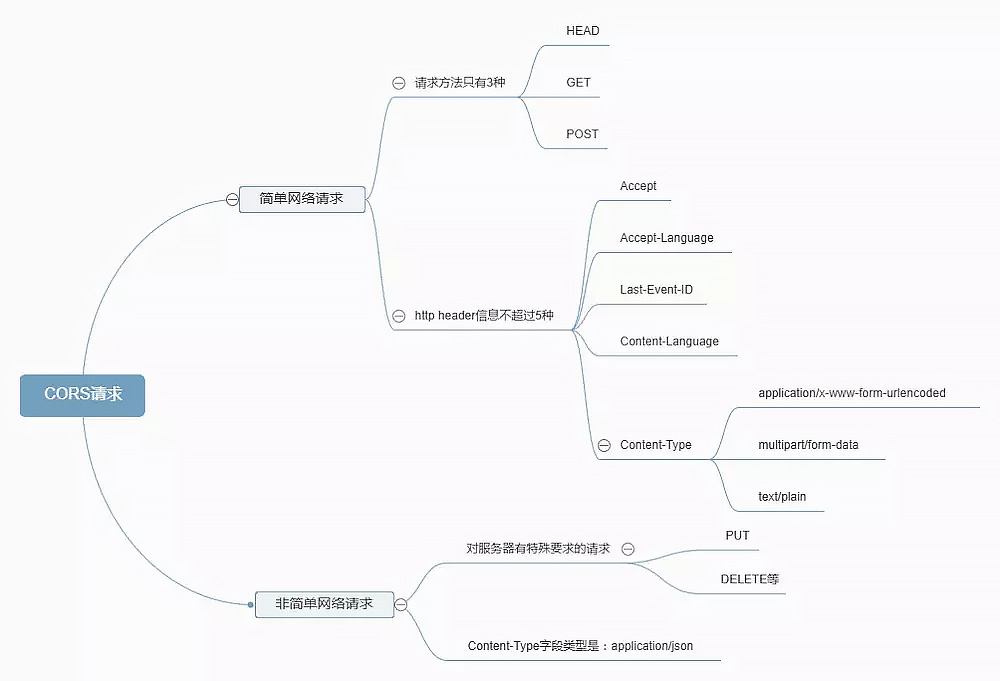 HEAD
请求方法只有3种
GET
POST
Accept
简单网络请求
Accept-Language
Last-Event-ID
http header信息不超过5种
Content-Language
CORS请求
application/x-www-form-urlencoded
Content-Type
multipart/form-data
text/plain
PUT
对服务器有特殊要求的请求
DELETE等
非简单网络请求
Content-Type字段类型是：application/json